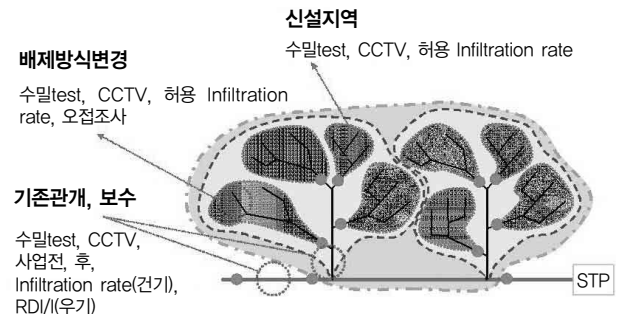 신설지역
수밀test, CCTV, 허용 Infiltration rate
배제방식변경
수밀test, CCTV, 허용 Infiltration
rate, 오접조사
기존관개, 보수
수밀test, CCTV,
사업전, 후,
Infiltration rate(건기),
RDI/I(우기)
STP